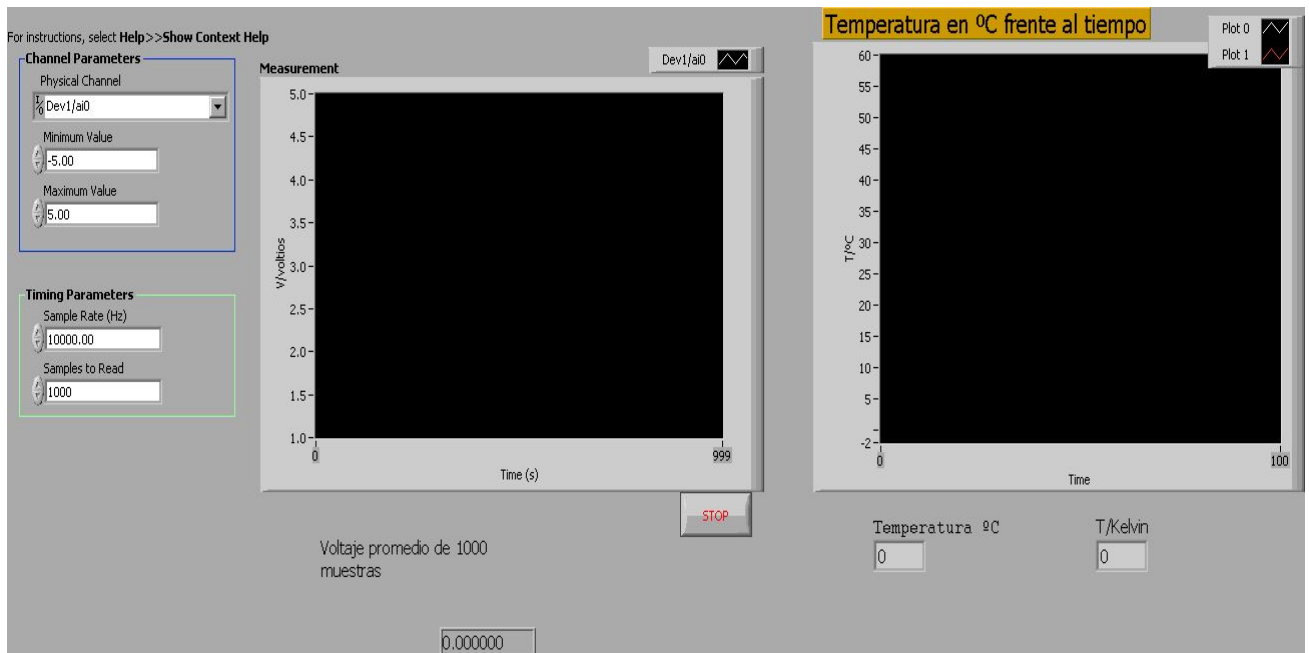 For instructions, select Help>>Show Context Help
Channel Parameters
Physical Channel
Dev1/ai0
Minimum Value
-5.00
Maximum Value
5.00
Timing Parameters
Sample Rate (Hz)
10000.00
Samples to Read
1000
Measurement
Dev1/ai0
5.0
4.5
4.0
3.5
3.0
2.5
2.0
1.5
1.0
V/voltios
0
999
Time (s)
STOP
Voltaje promedio de 1000
muestras
0.000000
Temperatura en ºC frente al tiempo
Plot 0
Plot 1
60
55
50
45
40
35
30
25
20
15
10
5
-2
T/ºC
0
100
Time
Temperatura ºC
0
T/Kelvin
0